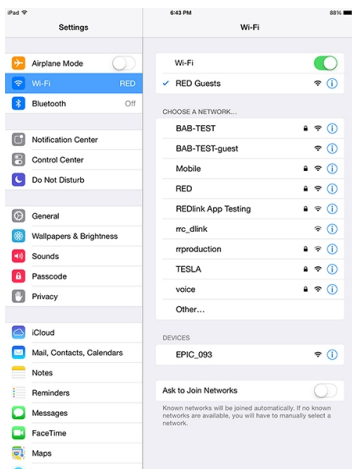 iPad 6:43 PM 88%
Settings
Wi-Fi
Airplane Mode
Wi-Fi RED
Bluetooth Off
Notification Center
Control Center
Do Not Disturb
General
Wallpapers & Brightness
Sounds
Passcode
Privacy
iCloud
Mail, Contacts, Calendars
Notes
Reminders
Messages
FaceTime
Maps
Wi-Fi
RED Guests
CHOOSE A NETWORK...
BAB-TEST
BAB-TEST-guest
Mobile
RED
REDlink App Testing
rrc_dlink
rrproduction
TESLA
voice
Other...
DEVICES
EPIC_093
Ask to Join Networks
Known networks will be joined automatically. If no known
networks are available, you will have to manually select a
network.